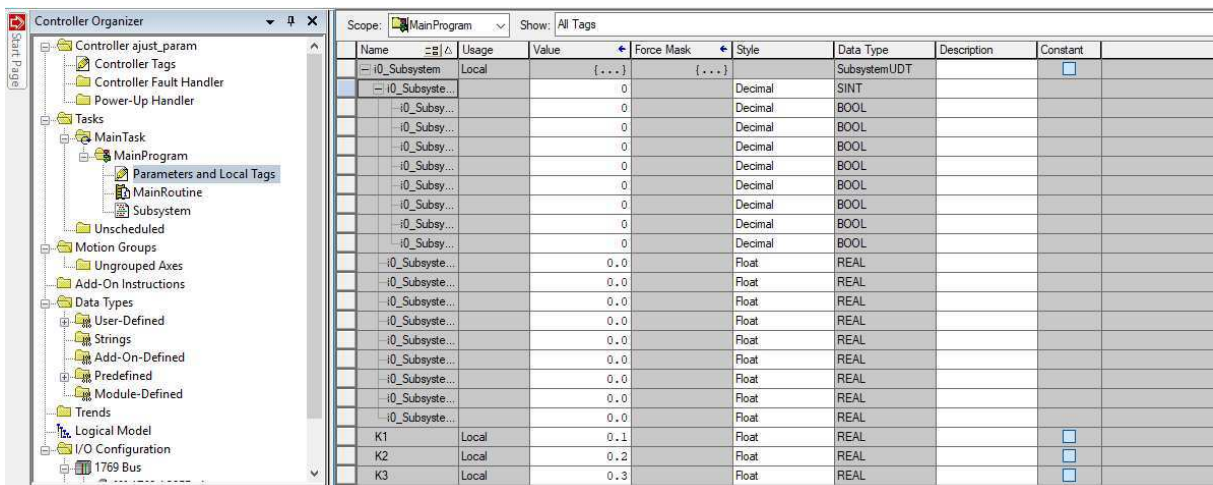 Start Page
Controller Organizer
Controller ajust_param
Controller Tags
Controller Fault Handler
Power-Up Handler
Tasks
MainTask
MainProgram
Parameters and Local Tags
MainRoutine
Subsystem
Unscheduled
Motion Groups
Ungrouped Axes
Add-On Instructions
Data Types
User-Defined
Strings
Add-On-Defined
Predefined
Module-Defined
Trends
Logical Model
I/O Configuration
1769 Bus
Scope: MainProgram Show: All Tags
Name Usage Value Force Mask Style Data Type Description Constant
i0_Subsystem Local {...} {...} SubsystemUDT
i0_Subsyste... 0 Decimal SINT
i0_Subsy... 0 Decimal BOOL
i0_Subsy... 0 Decimal BOOL
i0_Subsy... 0 Decimal BOOL
i0_Subsy... 0 Decimal BOOL
i0_Subsy... 0 Decimal BOOL
i0_Subsy... 0 Decimal BOOL
i0_Subsy... 0 Decimal BOOL
i0_Subsy... 0 Decimal BOOL
i0_Subsyste... 0.0 Float REAL
i0_Subsyste... 0.0 Float REAL
i0_Subsyste... 0.0 Float REAL
i0_Subsyste... 0.0 Float REAL
i0_Subsyste... 0.0 Float REAL
i0_Subsyste... 0.0 Float REAL
i0_Subsyste... 0.0 Float REAL
i0_Subsyste... 0.0 Float REAL
i0_Subsyste... 0.0 Float REAL
K1 Local 0.1 Float REAL
K2 Local 0.2 Float REAL
K3 Local 0.3 Float REAL